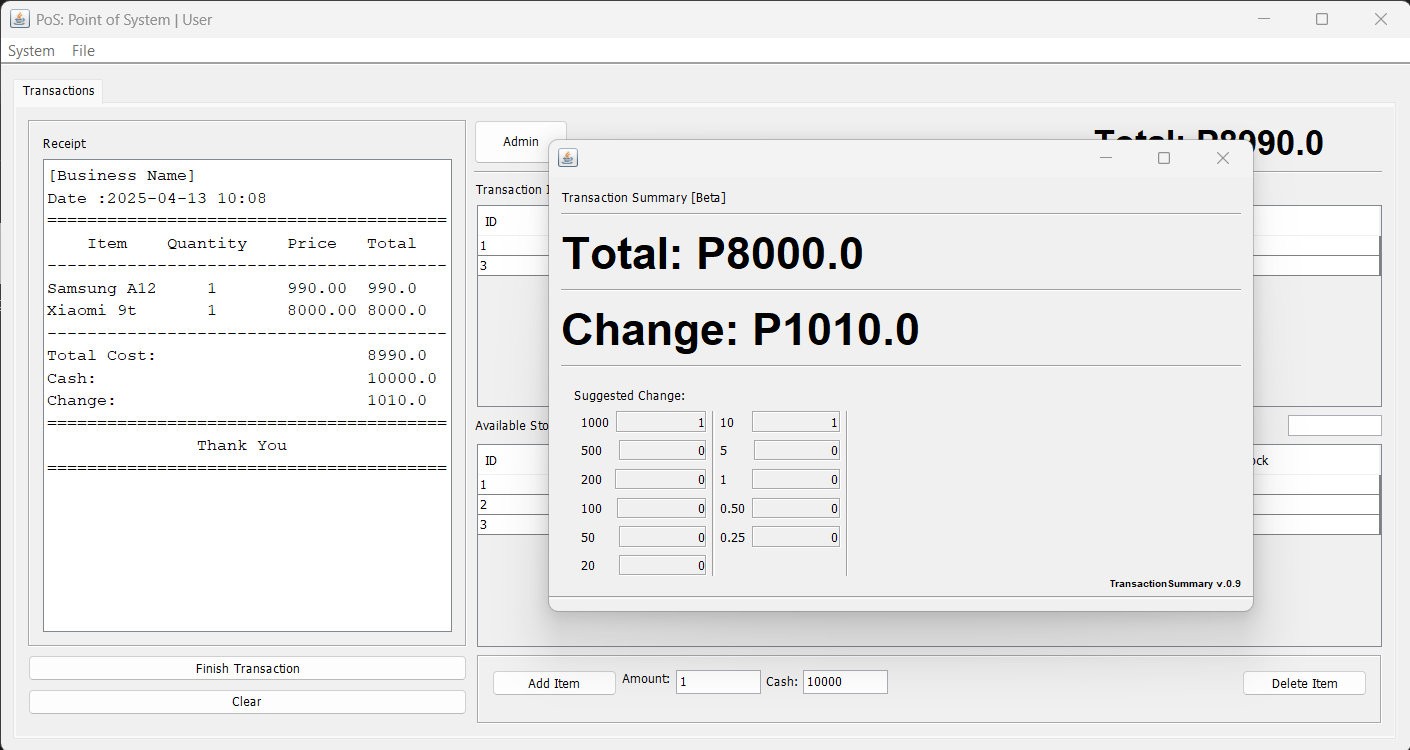 PoS: Point of System | User
System File
Transactions
Receipt
[Business Name]
Date :2025-04-13 10:08
========================================
Item Quantity Price Total
----------------------------------------
Samsung A12 1 990.00 990.0
Xiaomi 9t 1 8000.00 8000.0
----------------------------------------
Total Cost: 8990.0
Cash: 10000.0
Change: 1010.0
========================================
Thank You
========================================
Finish Transaction
Clear
Admin
Total: P8990.0
Transaction
ID
1
3
Available
ID
1
2
3
Transaction Summary [Beta]
Total: P8000.0
Change: P1010.0
Suggested Change:
1000 1 10 1
500 0 5 0
200 0 1 0
100 0 0.50 0
50 0 0.25 0
20 0
TransactionSummary v.0.9
Add Item Amount: 1 Cash: 10000 Delete Item